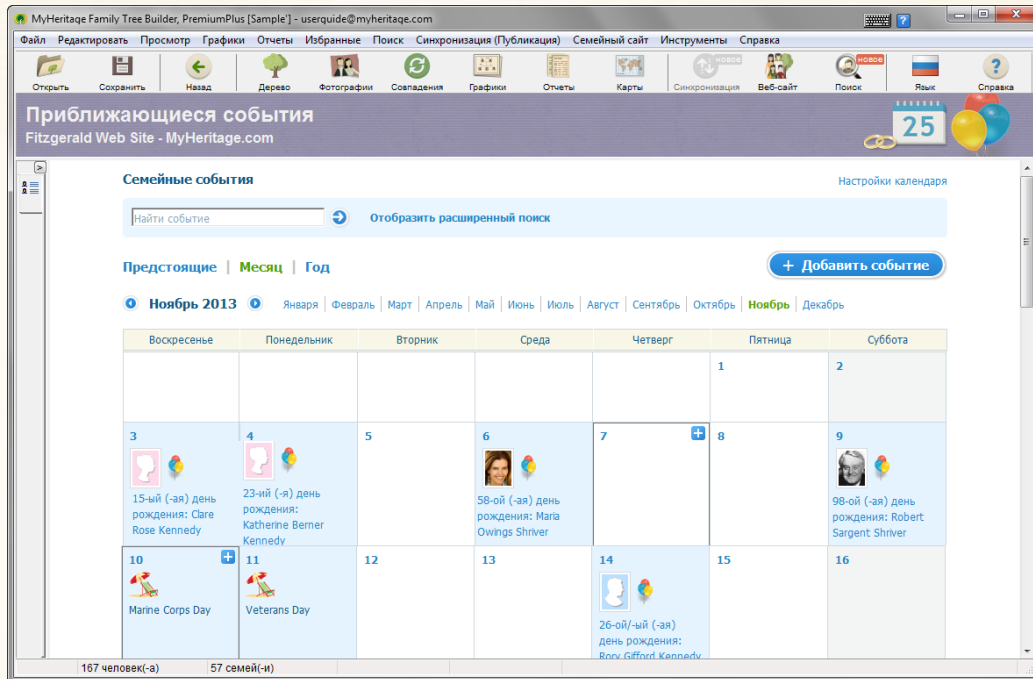 MyHeritage Family Tree Builder, PremiumPlus [Sample'] - userquide@myheritage.com
Файл Редактировать Просмотр Графики Отчеты Избранные Поиск Синхронизация (Публикация) Семейный сайт Инструменты Справка
НОВОЕ НОВОЕ
Открыть Сохранить Назад Дерево Фотографии Совпадения Графики Отчеты Карты Синхронизация Веб-сайт Поиск Язык Справка
Приближающиеся события
Fitzgerald Web Site - MyHeritage.com
25
Семейные события
Настройки календаря
Найти событие
Отобразить расширенный поиск
Предстоящие | Месяц | Год
+ Добавить событие
Ноябрь 2013
Января | Февраль | Март | Апрель | Май | Июнь | Июль | Август | Сентябрь | Октябрь | Ноябрь | Декабрь
Воскресенье Понедельник Вторник Среда Четверг Пятница Суббота
1 2
3 4 5 6 7 8 9
15-ый (-ая) день
рождения: Clare
Rose Kennedy
23-ий (-я) день
рождения:
Katherine Berner
Kennedy
58-ой (-ая) день
рождения: Maria
Owings Shriver
98-ой (-ая) день
рождения: Robert
Sargent Shriver
10 11 12 13 14 15 16
Marine Corps Day
Veterans Day
26-ой/-ый (-ая)
день рождения:
Rory Gifford Kennedy
167 человек(-а) 57 семей(-и)